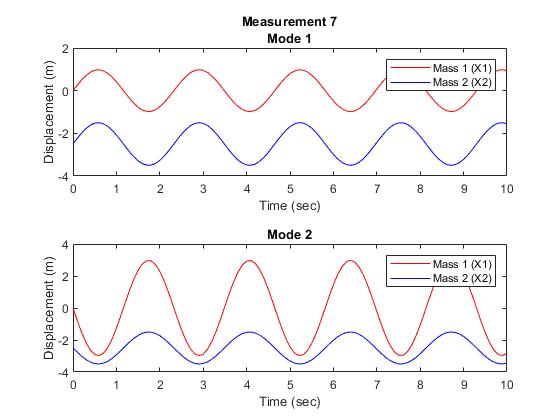 Measurement 7
Mode 1
2
0
-2
-4
Displacement (m)
Mass 1 (X1)
Mass 2 (X2)
0 1 2 3 4 5 6 7 8 9 10
Time (sec)
Mode 2
4
2
0
-2
-4
Displacement (m)
Mass 1 (X1)
Mass 2 (X2)
0 1 2 3 4 5 6 7 8 9 10
Time (sec)